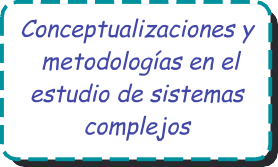 Conceptualizaciones y
metodologías en el
estudio de sistemas
complejos